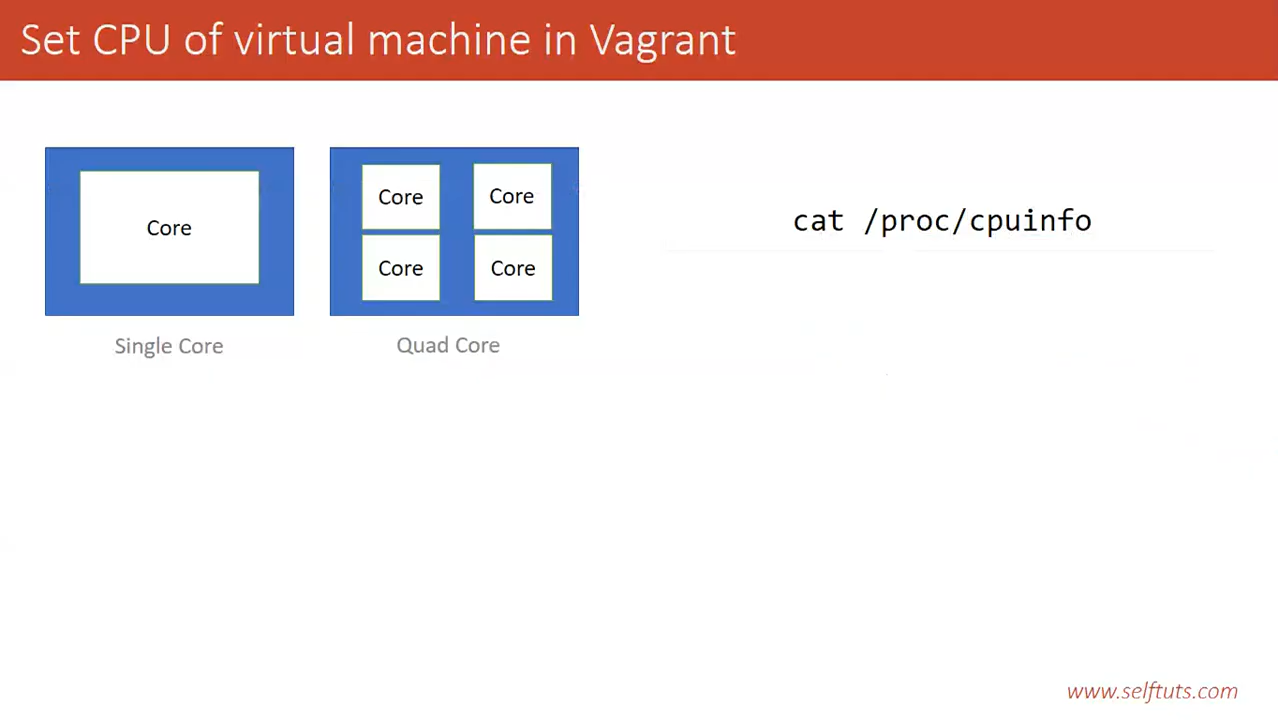 Set CPU of virtual machine in Vagrant
Core
Single Core
Core Core
Core Core
Quad Core
cat /proc/cpuinfo
www.selftuts.com